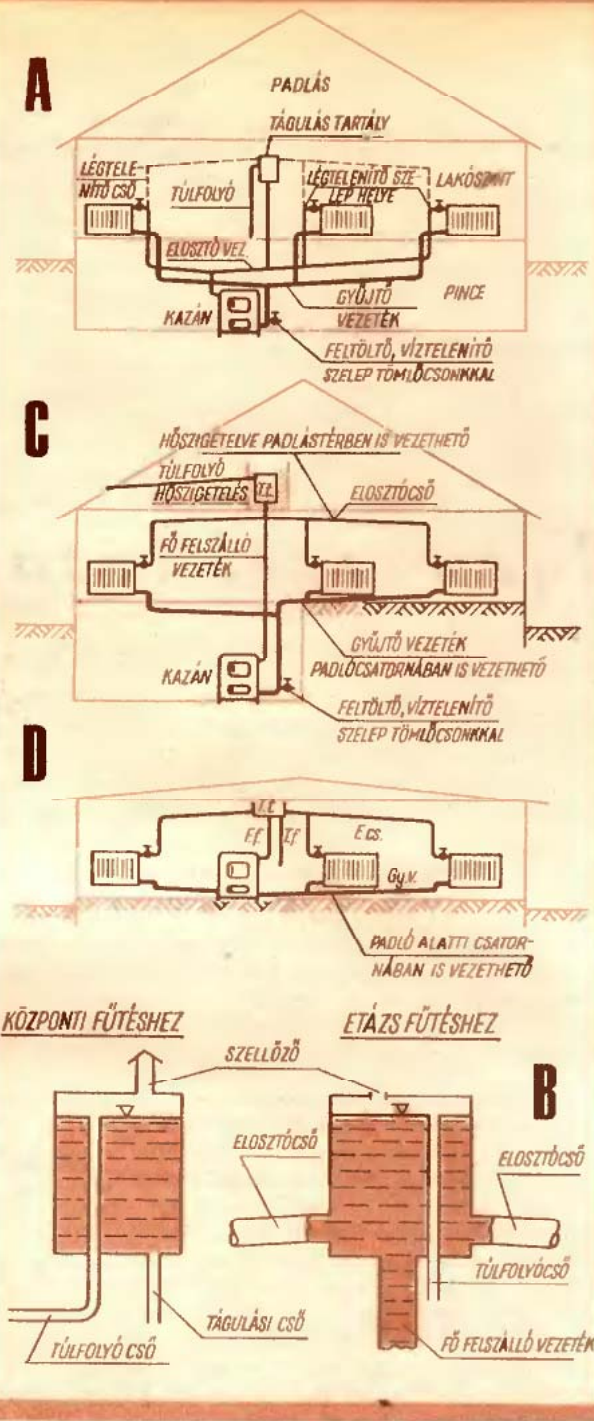 A
PADLÁS
TÁGULÁS TARTÁLY
LÉGTELE-
NÍTŐ CSŐ
TÚLFOLYÓ
LÉGTELENÍTŐ SZE-
LEP HELYE
LAKÓSZINT
ELOSZTÓ VEZ.
GYŰJTŐ
VEZETÉK
PINCE
KAZÁN
FELTÖLTŐ, VÍZTELENÍTŐ
SZELEP TÖMLŐCSONKKAL
C
HŐSZIGETELVE PADLÁSTÉRBEN IS VEZETHETŐ
TÚLFOLYÓ
HŐSZIGETELÉS
T.t.
ELOSZTÓCSŐ
FŐ FELSZÁLLÓ
VEZETÉK
GYŰJTŐ VEZETÉK
PADLÓCSATORNÁBAN IS VEZETHETŐ
KAZÁN
FELTÖLTŐ, VÍZTELENÍTŐ
SZELEP TÖMLŐCSONKKAL
D
T.t.
F.f.
T.f.
E.cs.
Gy.v.
PADLÓ ALATTI CSATOR-
NÁBAN IS VEZETHETŐ
KÖZPONTI FŰTÉSHEZ
ETÁZS FŰTÉSHEZ
SZELLŐZŐ
B
ELOSZTÓCSŐ
ELOSZTÓCSŐ
TÚLFOLYÓCSŐ
TÁGULÁSI CSŐ
TÚLFOLYÓ CSŐ
FŐ FELSZÁLLÓ VEZETÉK